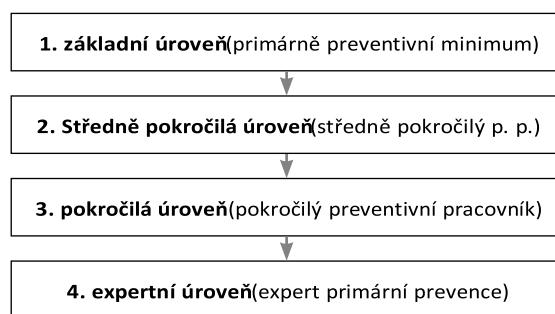 1. základní úroveň(primárně preventivní minimum)
2. Středně pokročilá úroveň(středně pokročilý p. p.)
3. pokročilá úroveň(pokročilý preventivní pracovník)
4. expertní úroveň(expert primární prevence)